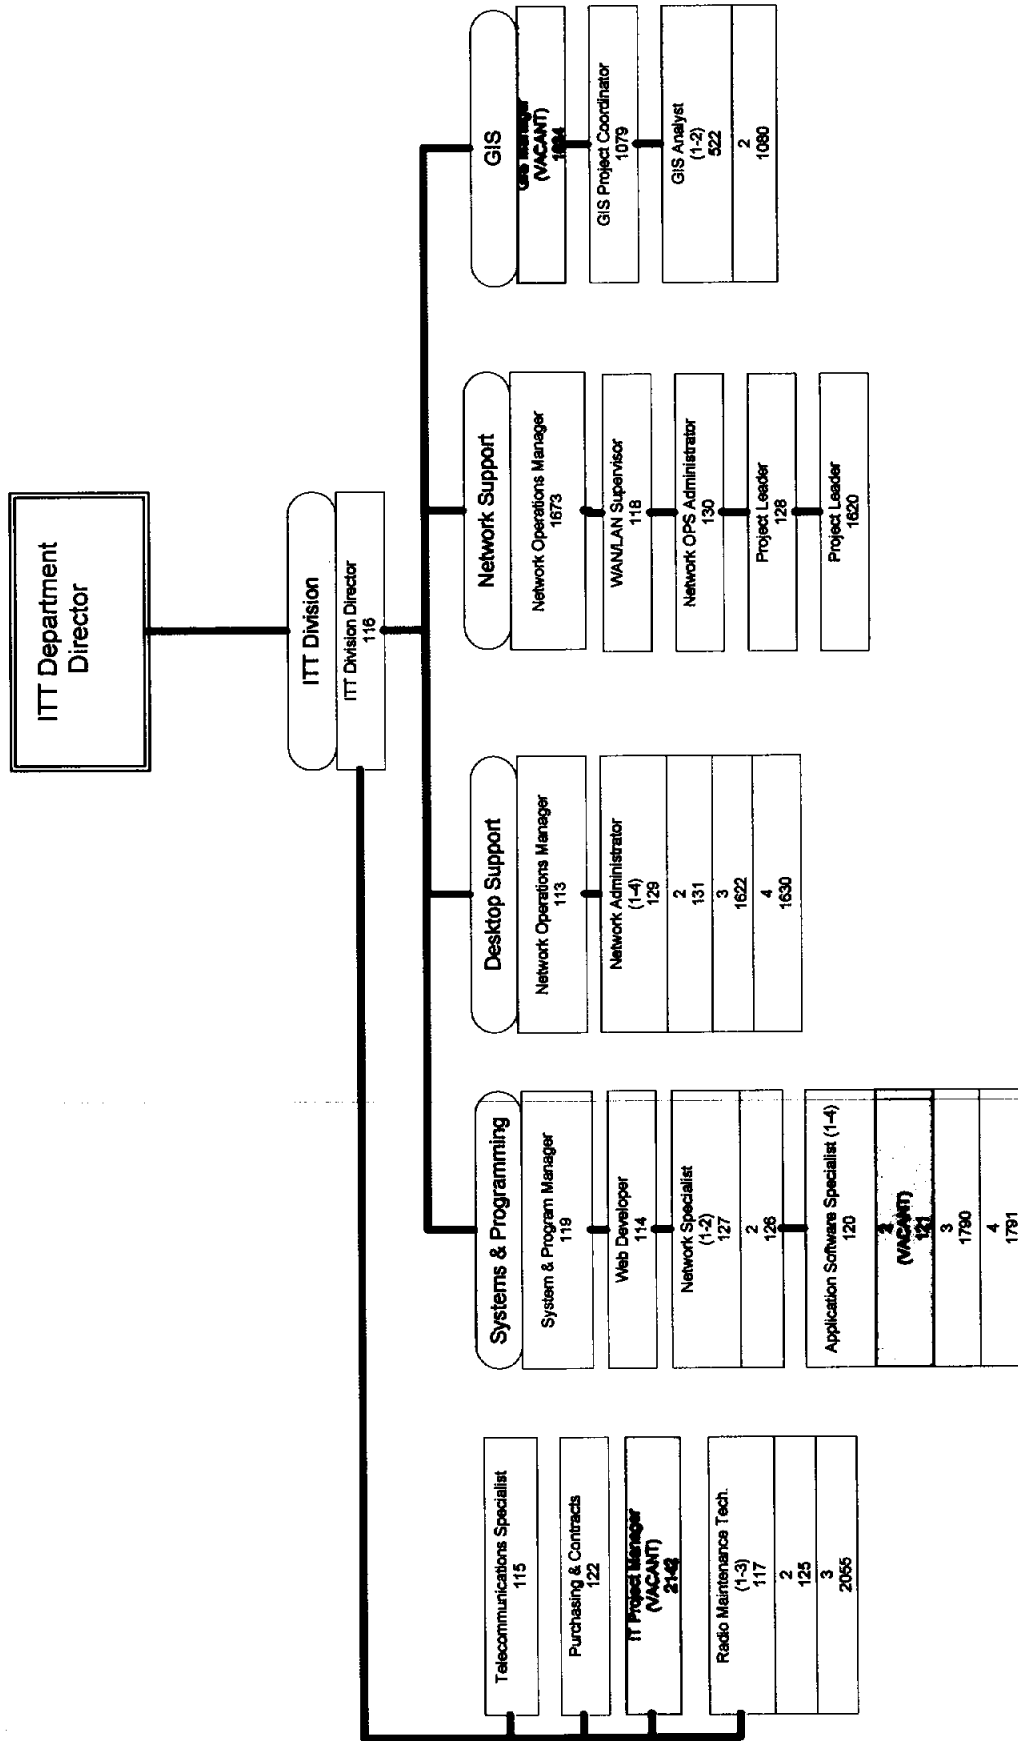 ITT Department
Director
ITT Division
ITT Division Director
116
Telecommunications Specialist
115
Purchasing & Contracts
122
IT Project Manager
(VACANT)
2142
Radio Maintenance Tech.
(1-3)
117
2
125
3
2055
Systems & Programming
System & Program Manager
119
Web Developer
114
Network Specialist
(1-2)
127
2
126
Application Software Specialist (1-4)
120
2
(VACANT)
121
3
1790
4
1791
Desktop Support
Network Operations Manager
113
Network Administrator
(1-4)
129
2
131
3
1622
4
1630
Network Support
Network Operations Manager
1673
WAN/LAN Supervisor
118
Network OPS Administrator
130
Project Leader
128
Project Leader
1620
GIS
GIS Manager
(VACANT)
GIS Project Coordinator
1079
GIS Analyst
(1-2)
522
2
1080